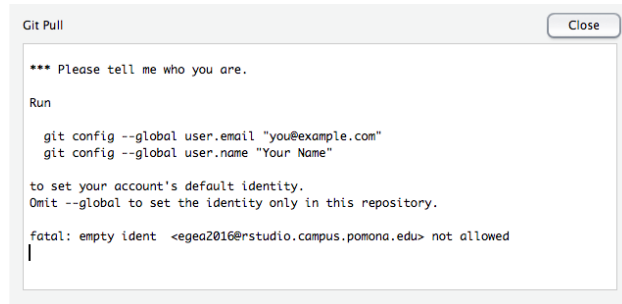 Git Pull
Close
*** Please tell me who you are.
Run
git config --global user.email "you@example.com"
git config --global user.name "Your Name"
to set your account's default identity.
Omit --global to set the identity only in this repository.
fatal: empty ident  <egea2016@rstudio.campus.pomona.edu> not allowed